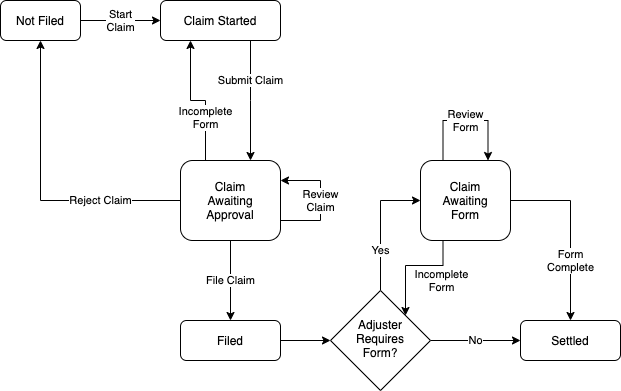 Not Filed
Start
Claim
Claim Started
Submit Claim
Incomplete
Form
Review
Form
Claim
Awaiting
Approval
Review
Claim
Claim
Awaiting
Form
Reject Claim
Yes
Form
Complete
File Claim
Incomplete
Form
Filed
Adjuster
Requires
Form?
No
Settled